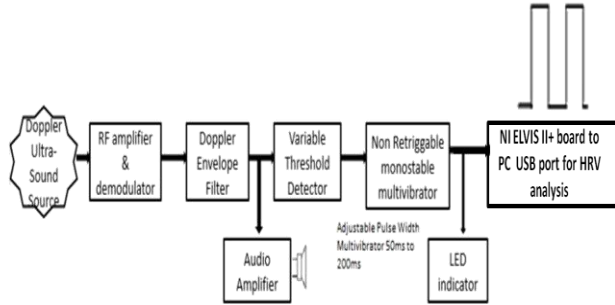 Doppler
Ultra-
Sound
Source
RF amplifier
&
demodulator
Doppler
Envelope
Filter
Variable
Threshold
Detector
Non Retriggable
monostable
multivibrator
NI ELVIS II+ board to
PC USB port for HRV
analysis
Audio
Amplifier
Adjustable Pulse Width
Multivibrator 50ms to
200ms
LED
indicator